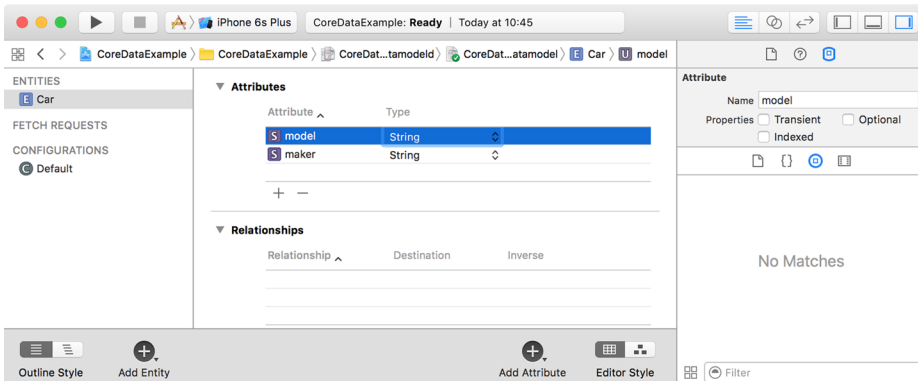 iPhone 6s Plus
CoreDataExample: Ready | Today at 10:45
CoreDataExample
CoreDataExample
CoreDat...tamodeld
CoreDat...atamodel
E Car
U model
ENTITIES
E Car
FETCH REQUESTS
CONFIGURATIONS
C Default
Attributes
Attribute Type
S model String
S maker String
+ −
Relationships
Relationship Destination Inverse
Outline Style
Add Entity
Add Attribute
Editor Style
Attribute
Name model
Properties Transient Optional
Indexed
{}
No Matches
Filter